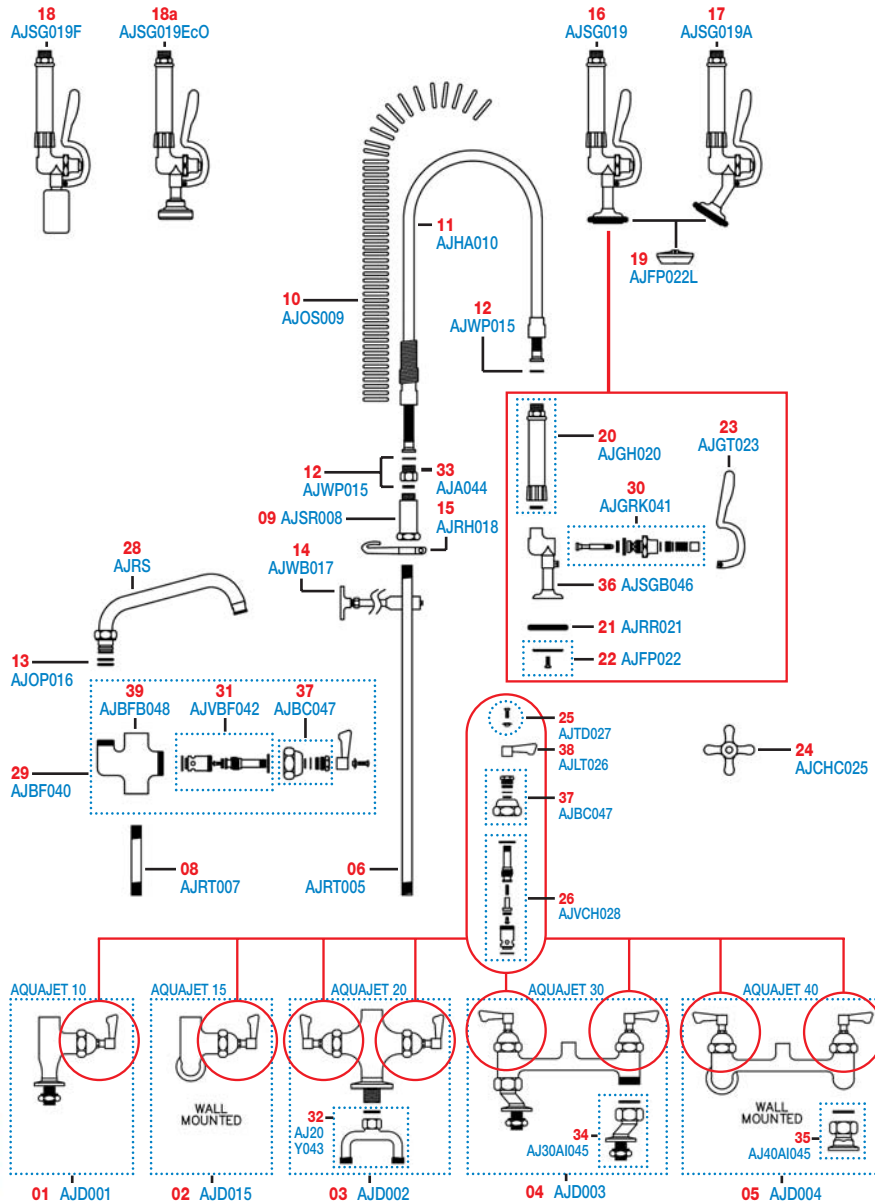 18
AJSG019F
18a
AJSG019EcO
16
AJSG019
17
AJSG019A
11
AJHA010
19
AJFP022L
10
AJOS009
12
AJWP015
20
AJGH020
23
AJGT023
12
AJWP015
33
AJA044
30
AJGRK041
09 AJSR008
15
AJRH018
28
AJRS
14
AJWB017
36 AJSGB046
21 AJRR021
22 AJFP022
13
AJOP016
39
AJBFB048
31
AJVBF042
37
AJBC047
25
AJTD027
38
AJLT026
24
AJCHC025
29
AJBF040
37
AJBC047
08
AJRT007
06
AJRT005
26
AJVCH028
AQUAJET 10
AQUAJET 15
AQUAJET 20
AQUAJET 30
AQUAJET 40
WALL
MOUNTED
32
AJ20
Y043
34
AJ30AI045
WALL
MOUNTED
35
AJ40AI045
01 AJD001
02 AJD015
03 AJD002
04 AJD003
05 AJD004